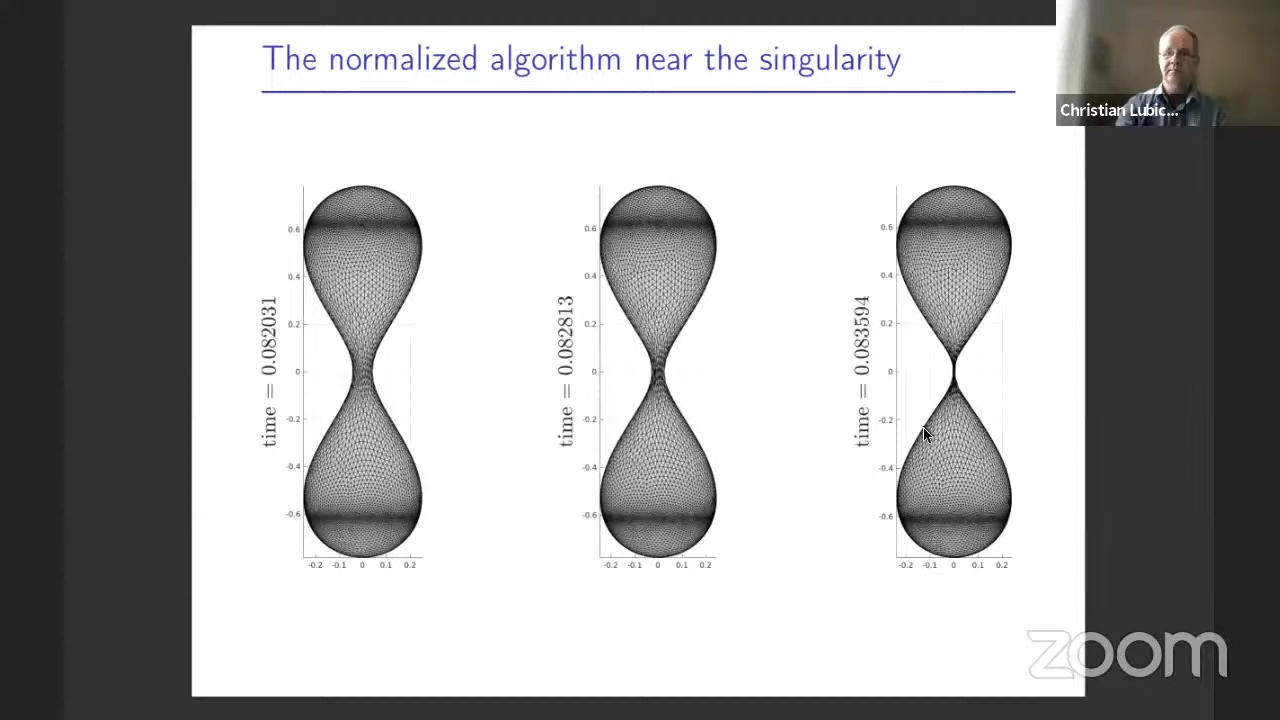 The normalized algorithm near the singularity
Christian Lubic...
time = 0.082031
0.6
0.4
0.2
0
-0.2
-0.4
-0.6
-0.2 -0.1 0 0.1 0.2
time = 0.082813
0.6
0.4
0.2
0
-0.2
-0.4
-0.6
-0.2 -0.1 0 0.1 0.2
time = 0.083594
0.6
0.4
0.2
0
-0.2
-0.4
-0.6
-0.2 -0.1 0 0.1 0.2
zoom